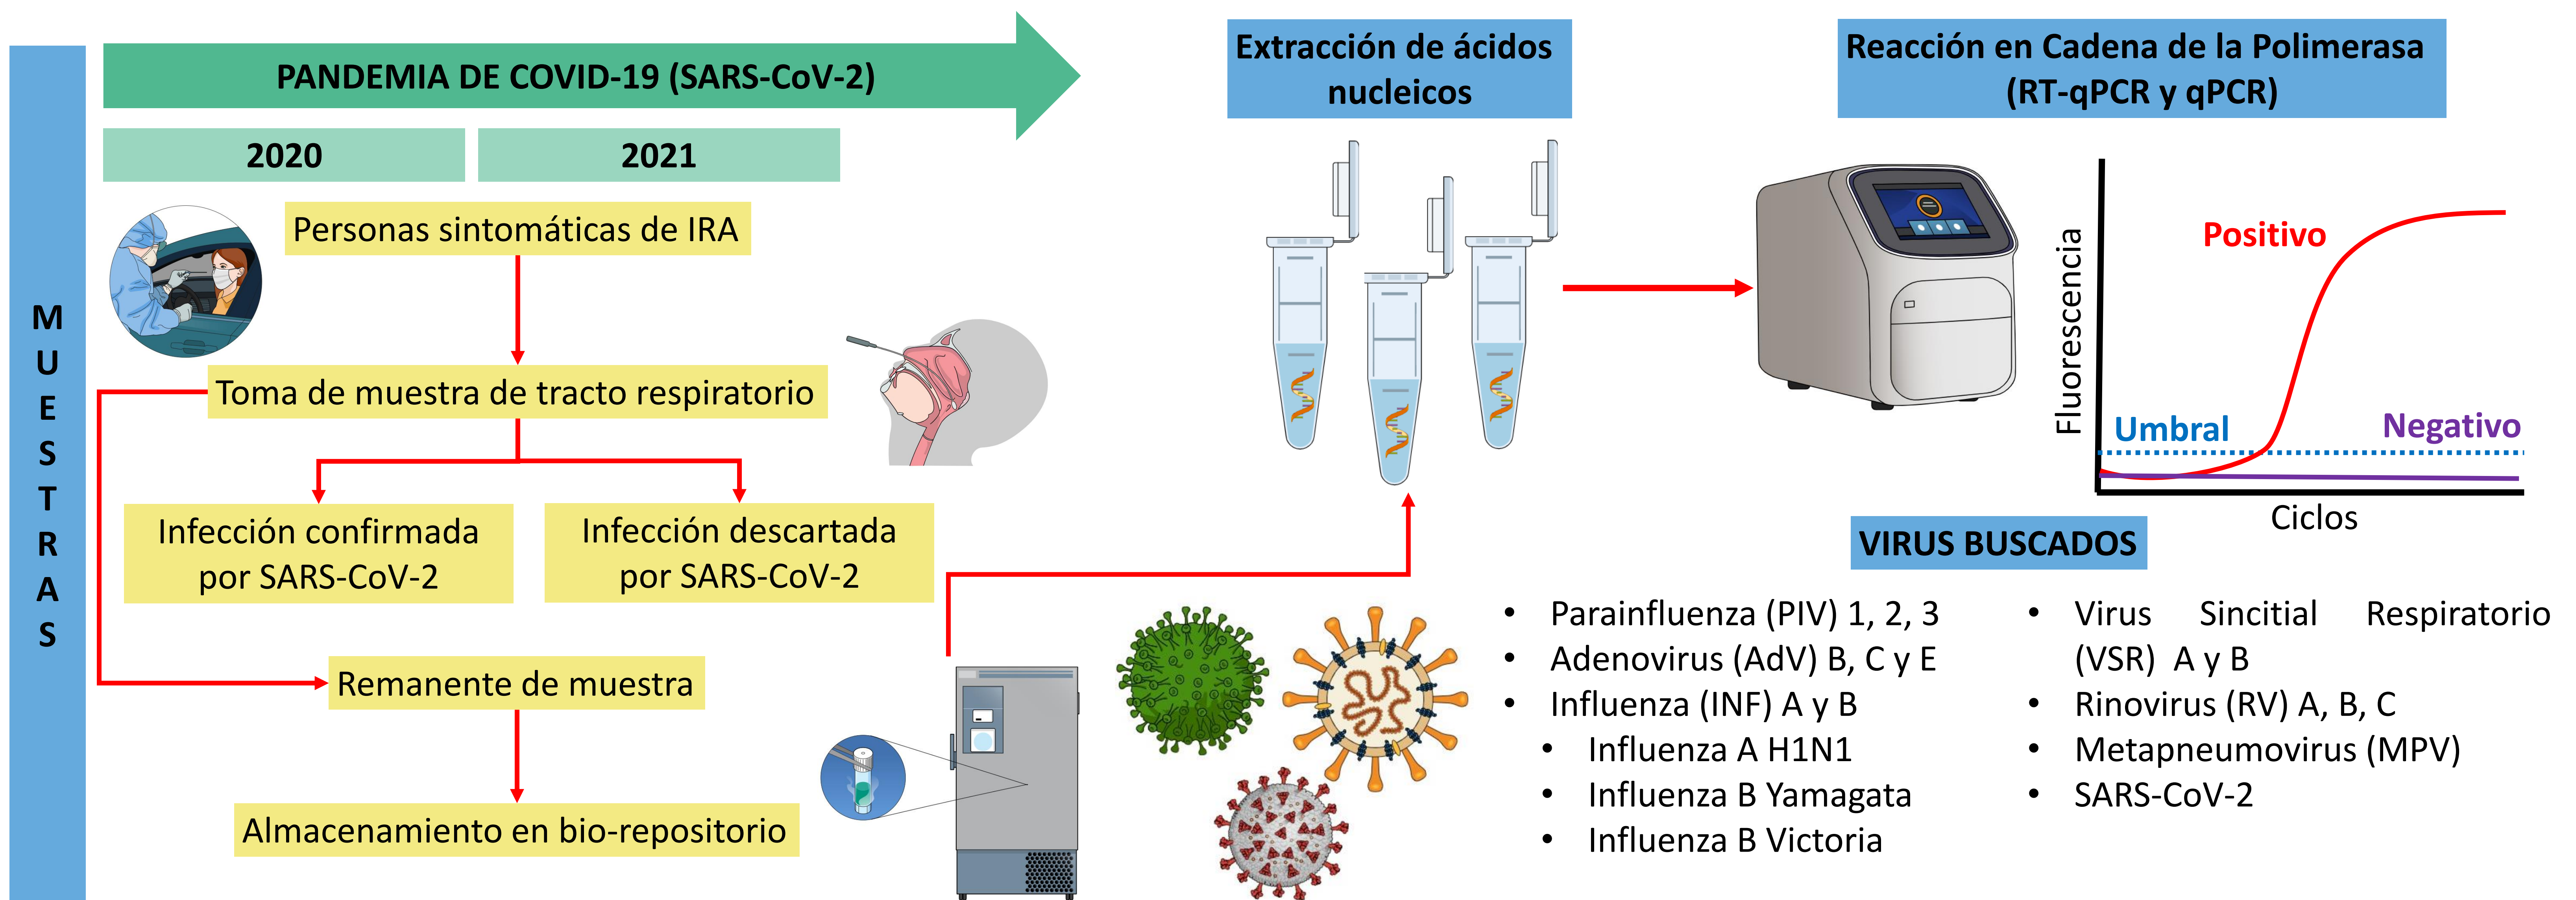 MUESTRAS
PANDEMIA DE COVID-19 (SARS-CoV-2)
2020
2021
Personas sintomáticas de IRA
Toma de muestra de tracto respiratorio
Infección confirmada
por SARS-CoV-2
Infección descartada
por SARS-CoV-2
Remanente de muestra
Almacenamiento en bio-repositorio
Extracción de ácidos
nucleicos
Reacción en Cadena de la Polimerasa
(RT-qPCR y qPCR)
Fluorescencia
Positivo
Umbral
Negativo
Ciclos
VIRUS BUSCADOS
• Parainfluenza (PIV) 1, 2, 3
• Adenovirus (AdV) B, C y E
• Influenza (INF) A y B
• Influenza A H1N1
• Influenza B Yamagata
• Influenza B Victoria
• Virus Sincitial Respiratorio
(VSR) A y B
• Rinovirus (RV) A, B, C
• Metapneumovirus (MPV)
• SARS-CoV-2